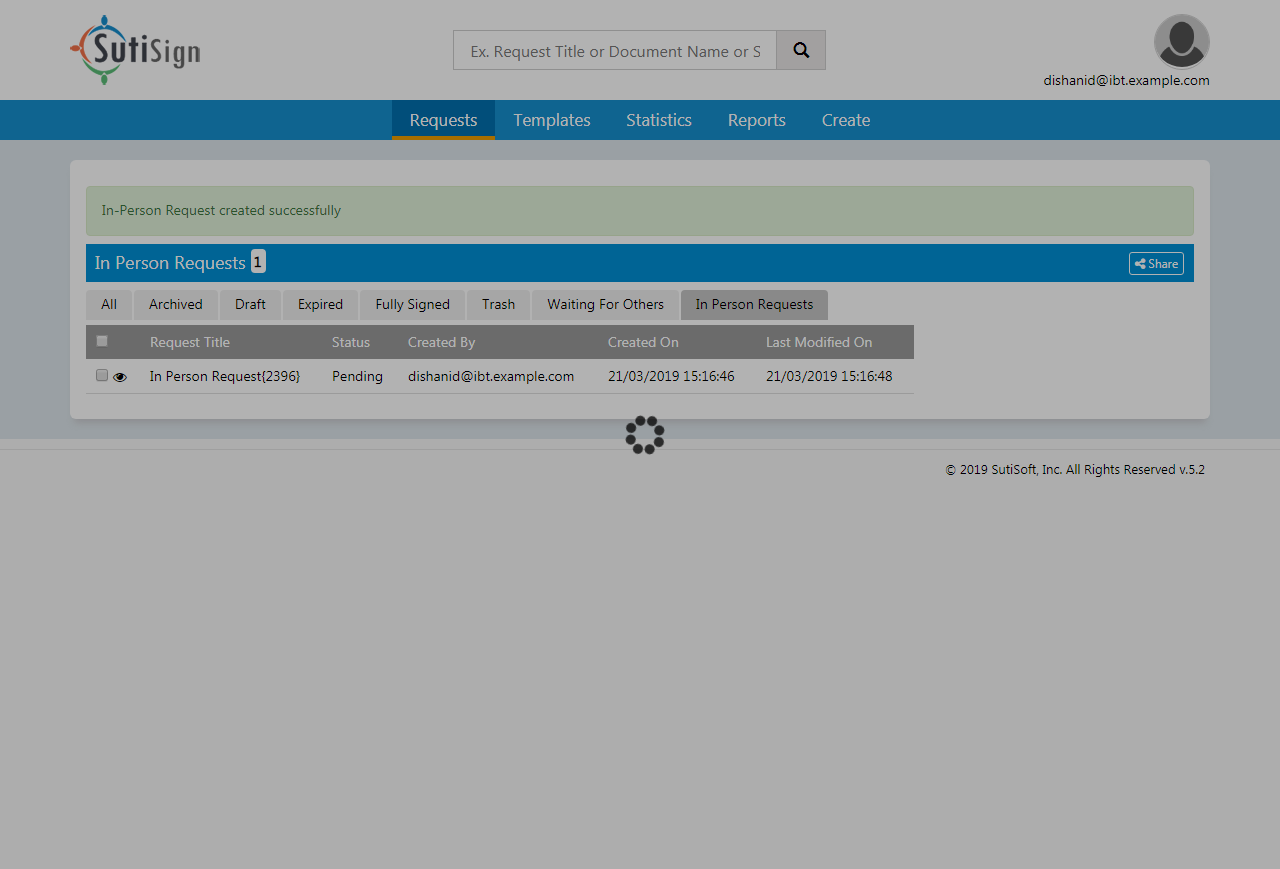 SutiSign
Ex. Request Title or Document Name or S
dishanid@ibt.example.com
Requests Templates Statistics Reports Create
In-Person Request created successfully
In Person Requests 1 Share
All Archived Draft Expired Fully Signed Trash Waiting For Others In Person Requests
Request Title Status Created By Created On Last Modified On
In Person Request{2396} Pending dishanid@ibt.example.com 21/03/2019 15:16:46 21/03/2019 15:16:48
© 2019 SutiSoft, Inc. All Rights Reserved v.5.2